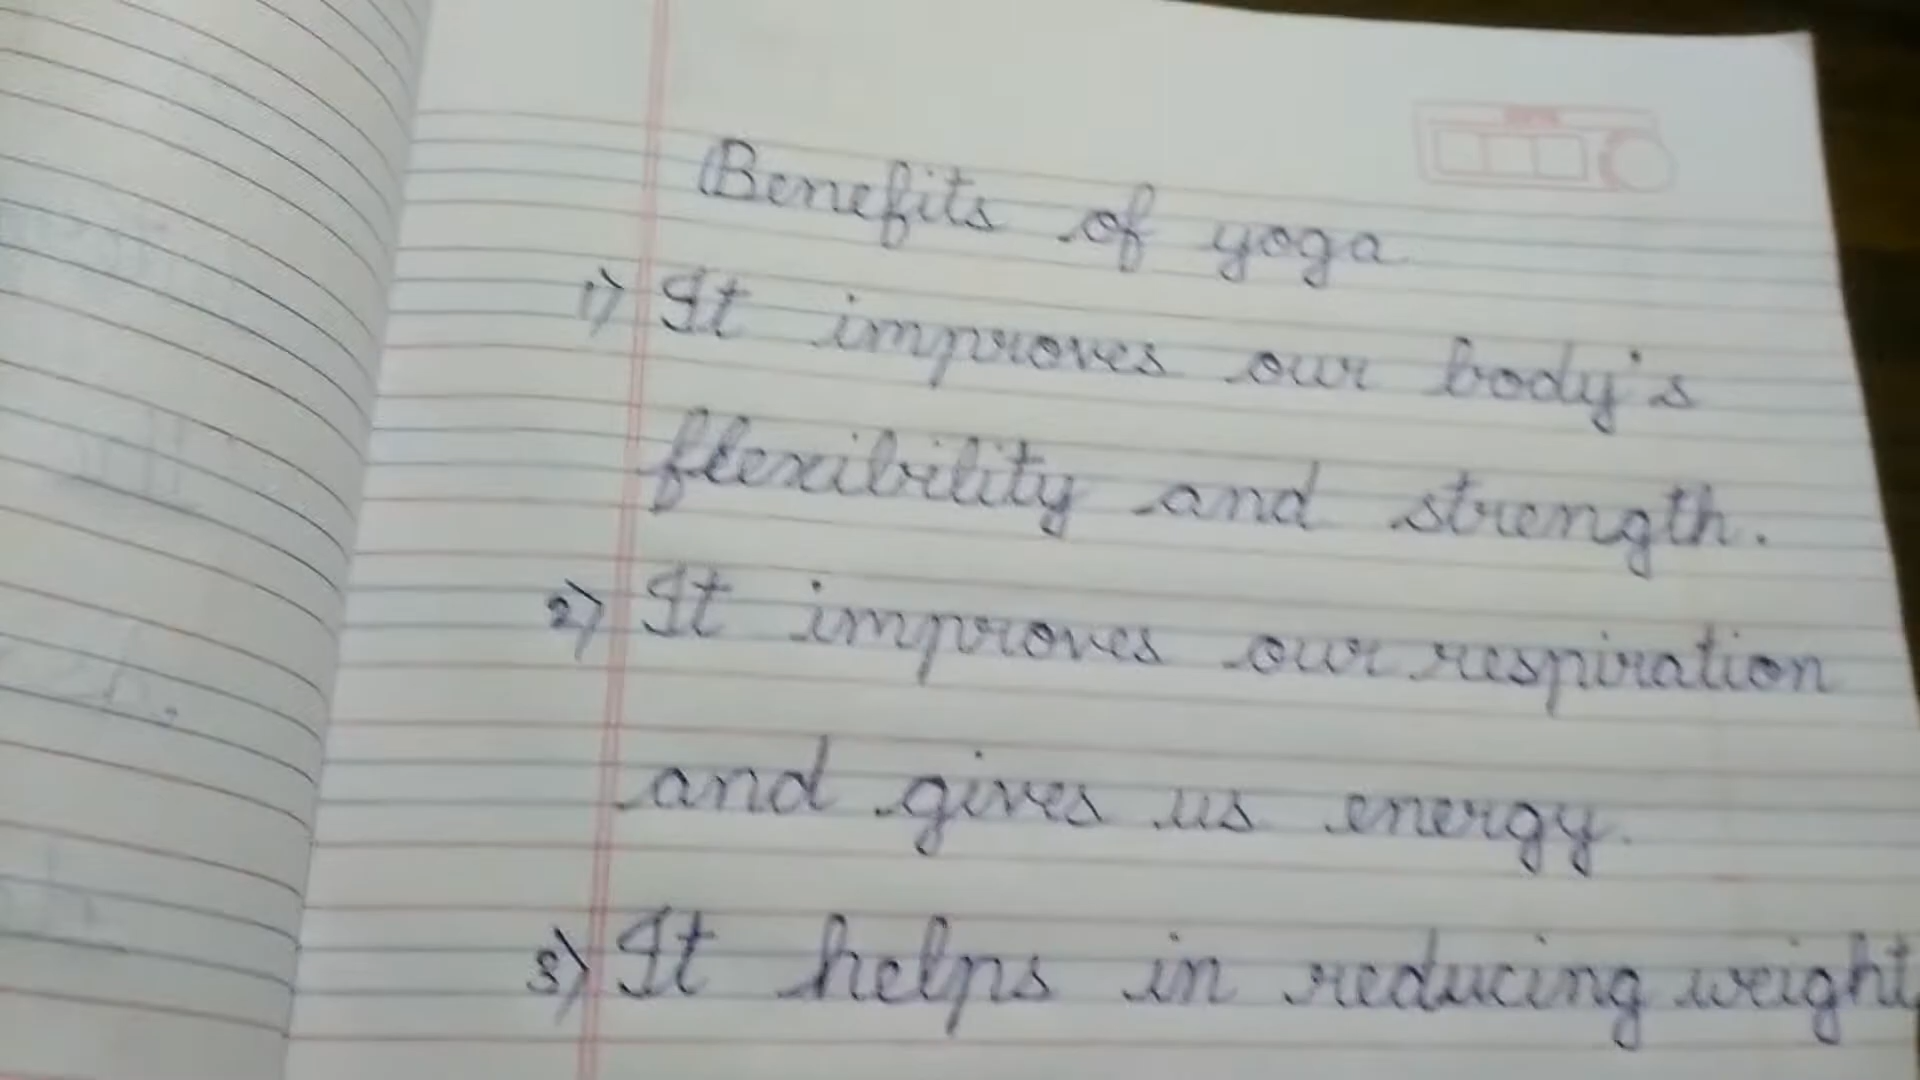 Benefits of yoga
1) It improves our body's
flexibility and strength.
2) It improves our respiration
and gives us energy.
3) It helps in reducing weight